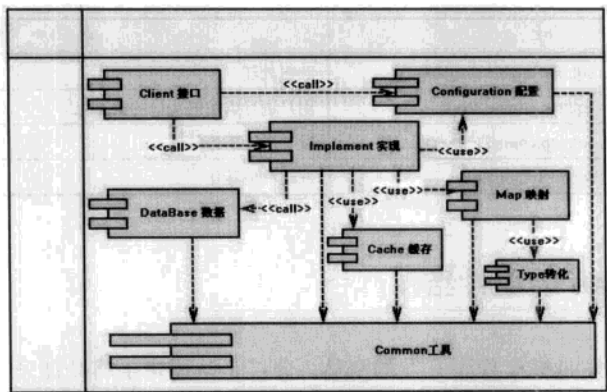 <<call>>
Client 接口
Configuration 配置
<<call>>
Implement 实现
<<use>>
<<use>>
Map 映射
DataBase 数据
<<call>>
<<use>>
Cache 缓存
<<use>>
Type转化
Common工具